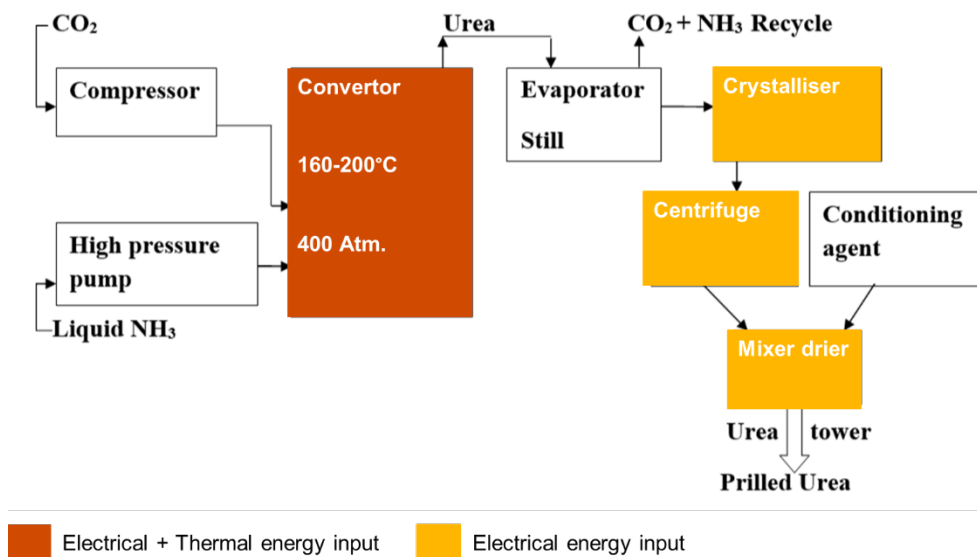 CO₂
Compressor
High pressure
pump
Liquid NH₃
Convertor
160-200°C
400 Atm.
Urea
Evaporator
Still
CO₂ + NH₃ Recycle
Crystalliser
Centrifuge
Conditioning
agent
Mixer drier
Urea tower
Prilled Urea
Electrical + Thermal energy input
Electrical energy input